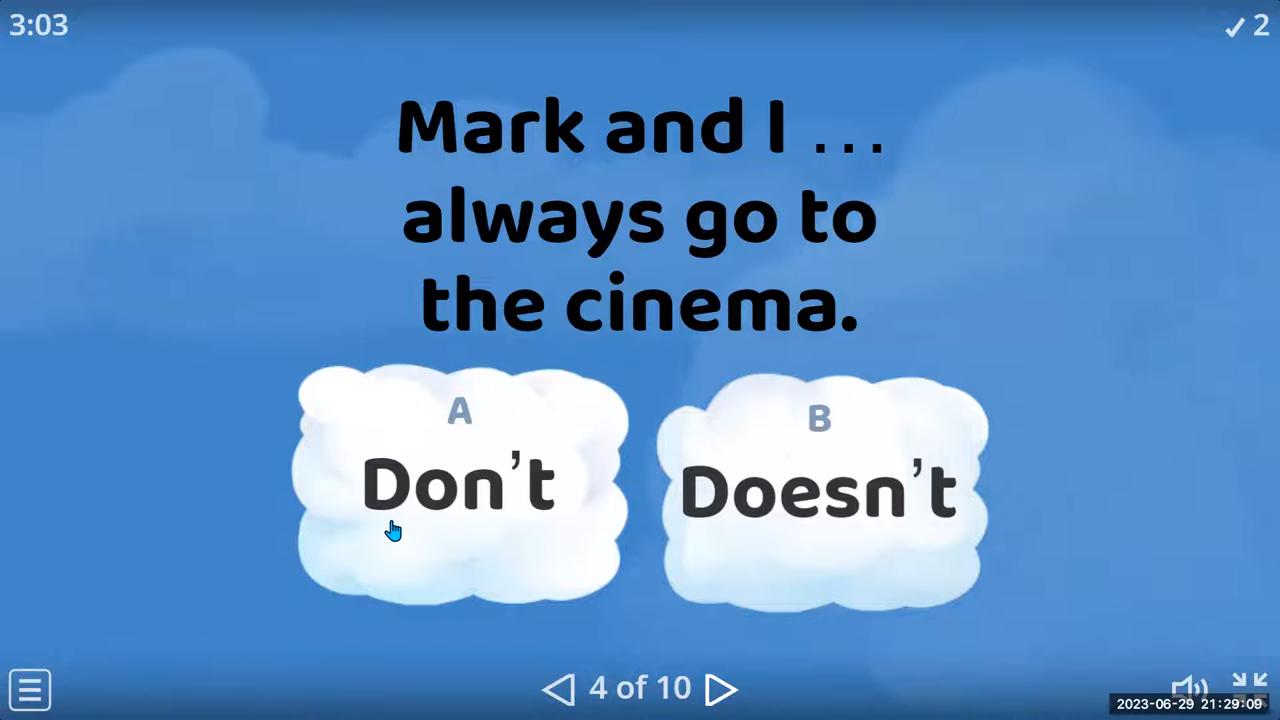 3:03
✓ 2
Mark and I ...
always go to
the cinema.
A
Don't
B
Doesn't
4 of 10
2023-06-29 21:29:09